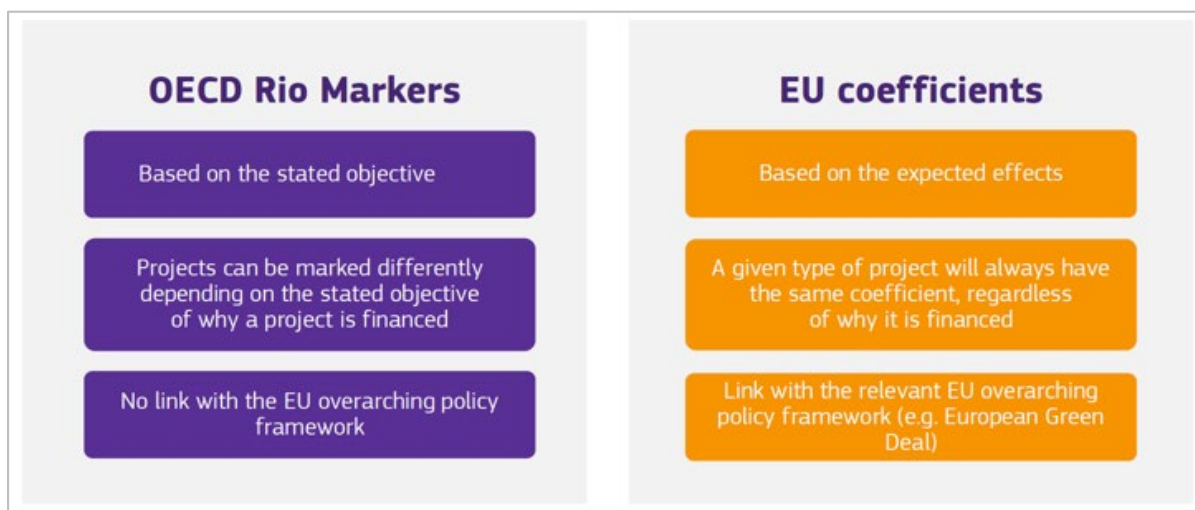 OECD Rio Markers
Based on the stated objective
Projects can be marked differently
depending on the stated objective
of why a project is financed
No link with the EU overarching policy
framework
EU coefficients
Based on the expected effects
A given type of project will always have
the same coefficient, regardless
of why it is financed
Link with the relevant EU overarching
policy framework (e.g. European Green
Deal)